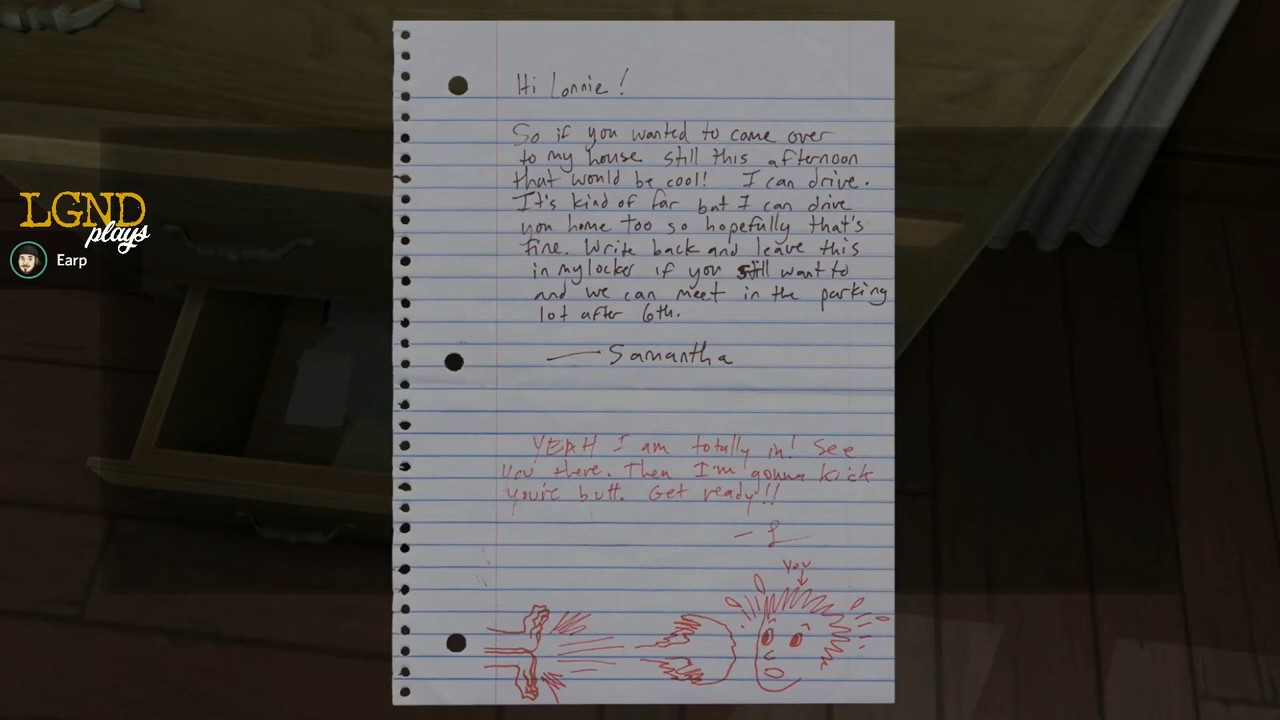 LGND
plays
Earp
Hi Lonnie!
So if you wanted to come over
to my house still this afternoon
that would be cool! I can drive.
It's kind of far but I can drive
you home too so hopefully that's
fine. Write back and leave this
in my locker if you still want to
and we can meet in the parking
lot after 6th.
— Samantha
YEAH I am totally in! See
you there. Then I'm gonna kick
you're butt. Get ready!!
- L
you